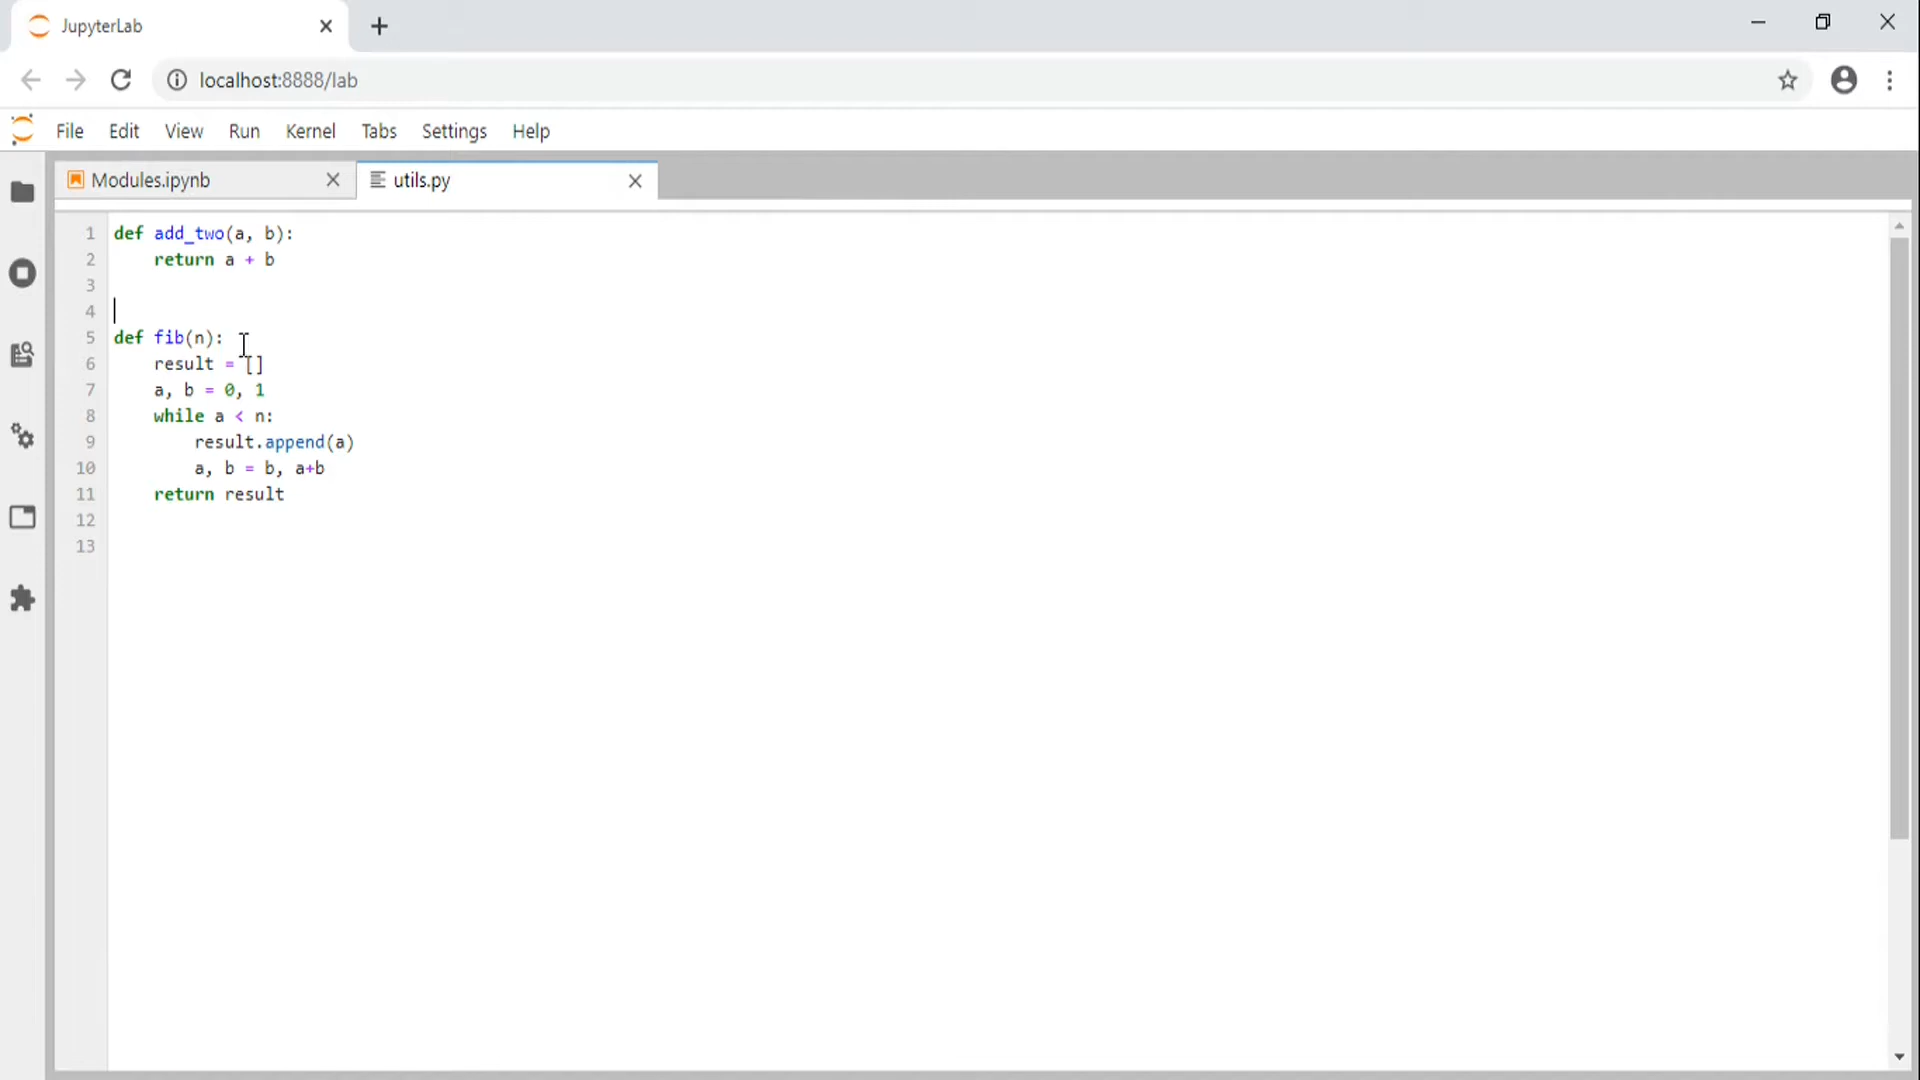 JupyterLab
localhost:8888/lab
File Edit View Run Kernel Tabs Settings Help
Modules.ipynb utils.py
1 def add_two(a, b):
2     return a + b
3
4
5 def fib(n):
6     result = []
7     a, b = 0, 1
8     while a < n:
9         result.append(a)
10         a, b = b, a+b
11     return result
12
13